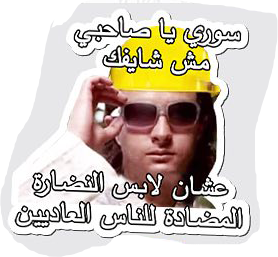 سوري يا صاحبي
مش شايفك
عشان لابس النضارة
المضادة للناس العاديين